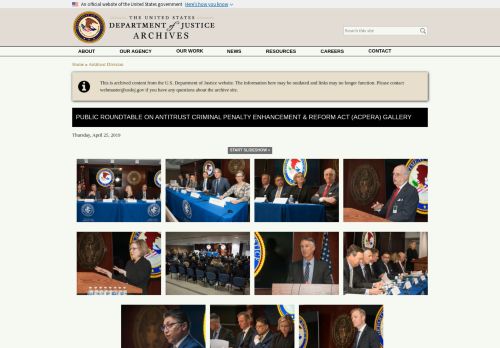 An official website of the United States government Here's how you know
THE UNITED STATES
DEPARTMENT of JUSTICE
ARCHIVES
Search this site
ABOUT OUR AGENCY OUR WORK NEWS RESOURCES CAREERS CONTACT
Home » Antitrust Division
This is archived content from the U.S. Department of Justice website. The information here may be outdated and links may no longer function. Please contact
webmaster@usdoj.gov if you have any questions about the archive site.
PUBLIC ROUNDTABLE ON ANTITRUST CRIMINAL PENALTY ENHANCEMENT & REFORM ACT (ACPERA) GALLERY
Thursday, April 25, 2019
START SLIDESHOW »